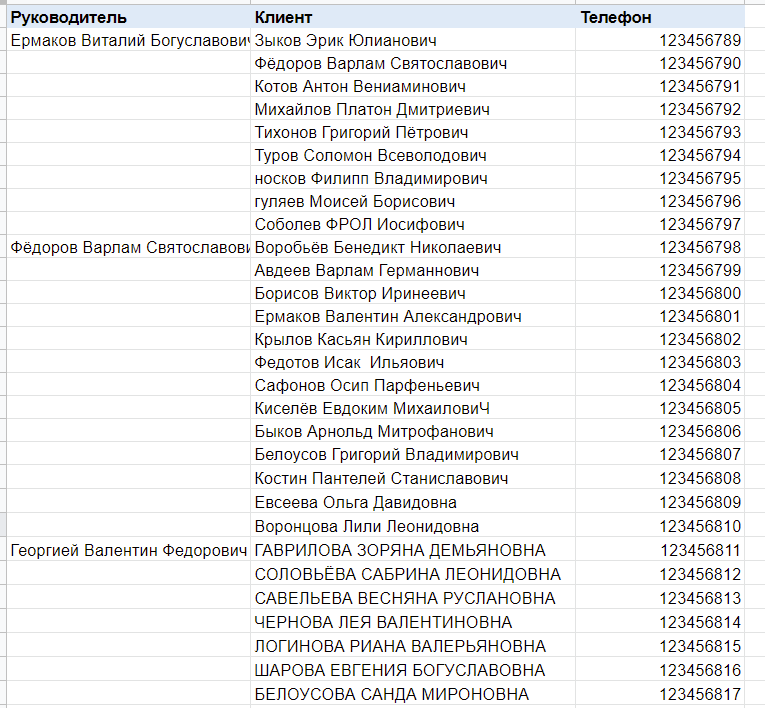 Руководитель Клиент Телефон
Ермаков Виталий Богуславович Зыков Эрик Юлианович 123456789
Фёдоров Варлам Святославович 123456790
Котов Антон Вениаминович 123456791
Михайлов Платон Дмитриевич 123456792
Тихонов Григорий Пётрович 123456793
Туров Соломон Всеволодович 123456794
носков Филипп Владимирович 123456795
гуляев Моисей Борисович 123456796
Соболев ФРОЛ Иосифович 123456797
Фёдоров Варлам Святослави Воробьёв Бенедикт Николаевич 123456798
Авдеев Варлам Германнович 123456799
Борисов Виктор Иринеевич 123456800
Ермаков Валентин Александрович 123456801
Крылов Касьян Кириллович 123456802
Федотов Исак  Ильяович 123456803
Сафонов Осип Парфеньевич 123456804
Киселёв Евдоким МихаиловиЧ 123456805
Быков Арнольд Митрофанович 123456806
Белоусов Григорий Владимирович 123456807
Костин Пантелей Станиславович 123456808
Евсеева Ольга Давидовна 123456809
Воронцова Лили Леонидовна 123456810
Георгией Валентин Федорович ГАВРИЛОВА ЗОРЯНА ДЕМЬЯНОВНА 123456811
СОЛОВЬЁВА САБРИНА ЛЕОНИДОВНА 123456812
САВЕЛЬЕВА ВЕСНЯНА РУСЛАНОВНА 123456813
ЧЕРНОВА ЛЕЯ ВАЛЕНТИНОВНА 123456814
ЛОГИНОВА РИАНА ВАЛЕРЬЯНОВНА 123456815
ШАРОВА ЕВГЕНИЯ БОГУСЛАВОВНА 123456816
БЕЛОУСОВА САНДА МИРОНОВНА 123456817